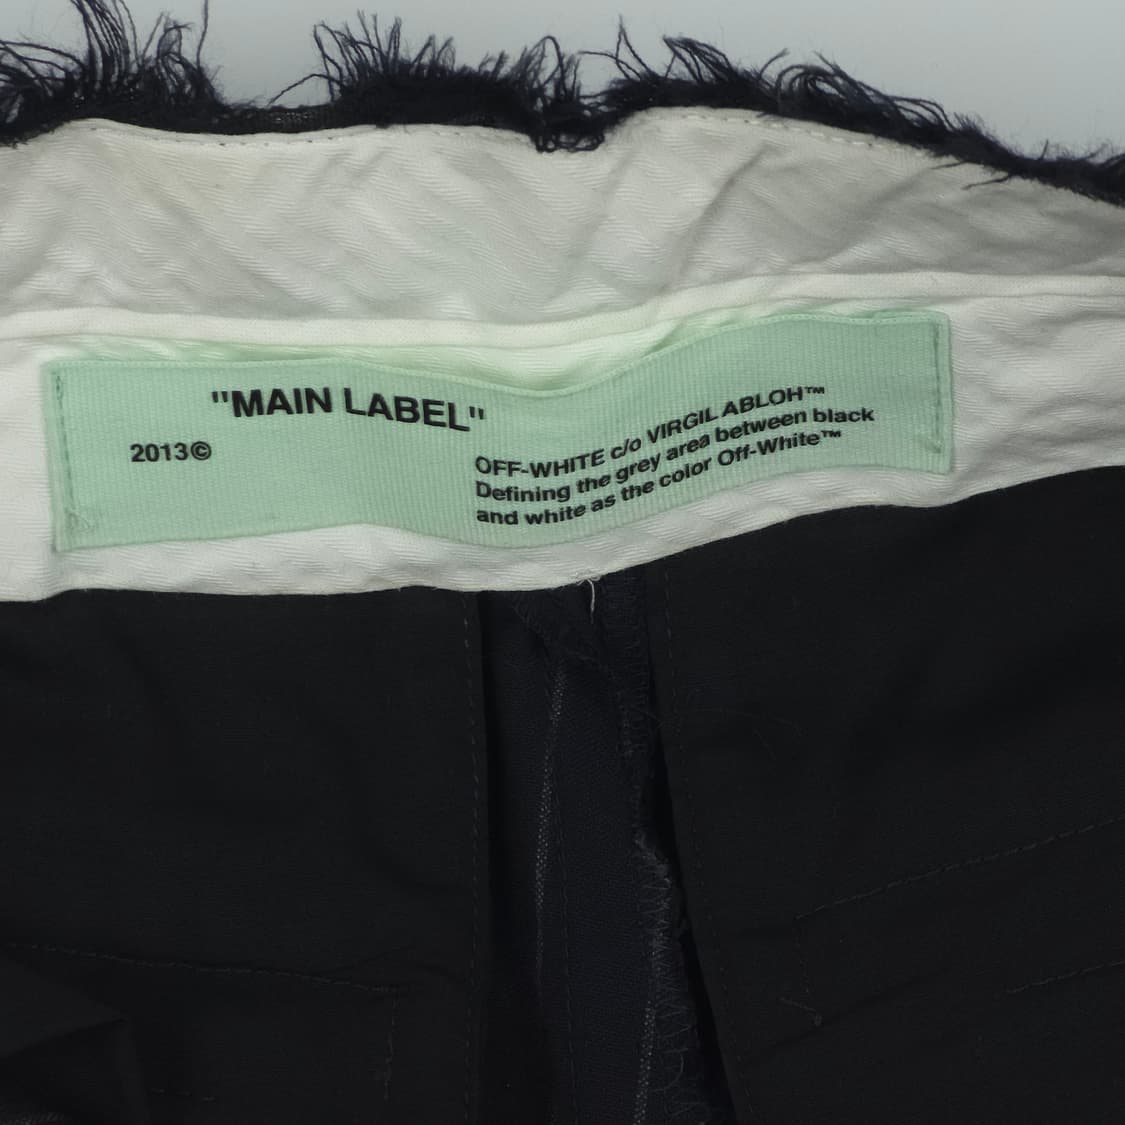 "MAIN LABEL"
2013©
OFF-WHITE c/o VIRGIL ABLOH™
Defining the grey area between black
and white as the color Off-White™